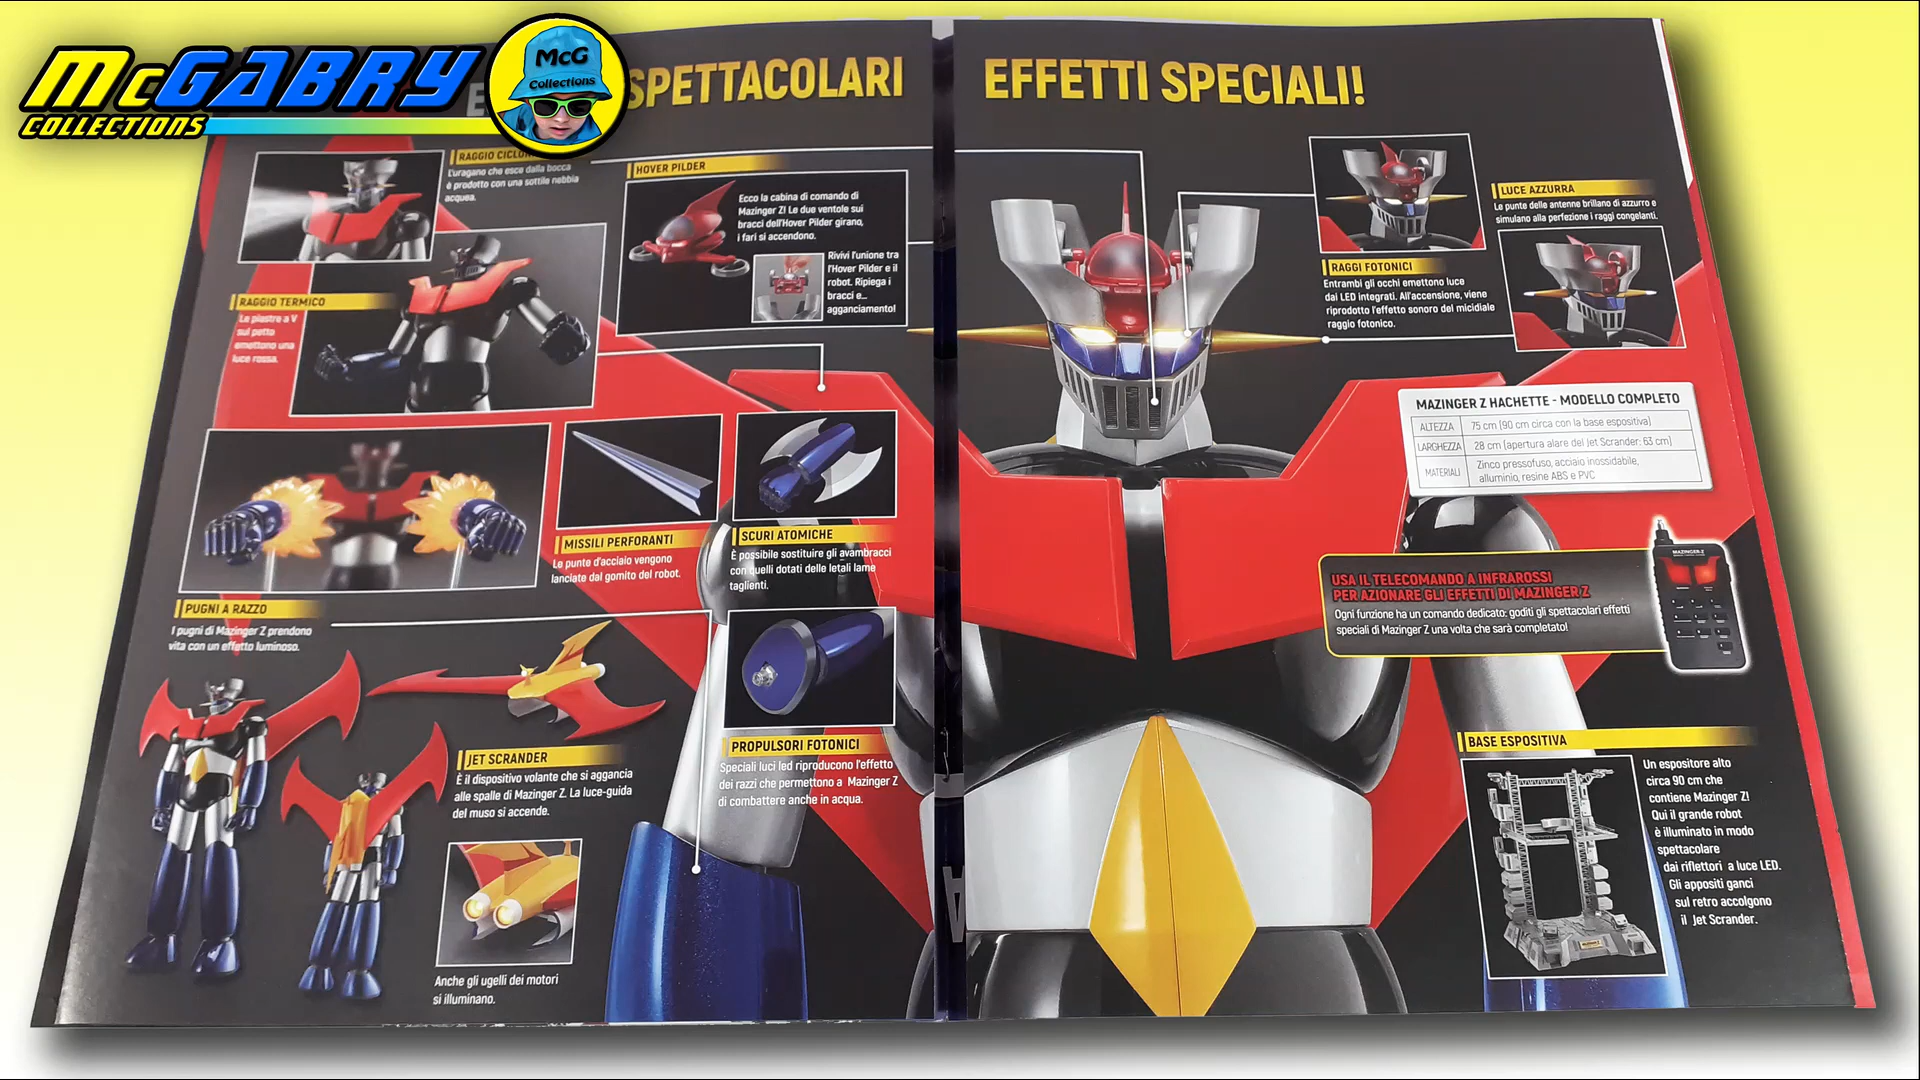 McGABRY
COLLECTIONS
McG
Collections
E
SPETTACOLARI
EFFETTI SPECIALI!
RAGGIO
L'uragano che esce dalla bocca
è prodotto con una sottile nebbia
acquea.
RAGGIO TERMICO
Le piastre a V
sul petto
emettono una
luce rossa.
HOVER PILDER
Ecco la cabina di comando di
Mazinger Z! Le due ventole sui
bracci dell'Hover Pilder girano,
i fari si accendono.
Rivivi l'unione tra
l'Hover Pilder e il
robot. Ripiega i
bracci e...
agganciamento!
MISSILI PERFORANTI
Le punte d'acciaio vengono
lanciate dal gomito del robot.
SCURI ATOMICHE
È possibile sostituire gli avambracci
con quelli dotati delle letali lame
taglienti.
PUGNI A RAZZO
I pugni di Mazinger Z prendono
vita con un effetto luminoso.
JET SCRANDER
È il dispositivo volante che si aggancia
alle spalle di Mazinger Z. La luce-guida
del muso si accende.
Anche gli ugelli dei motori
si illuminano.
PROPULSORI FOTONICI
Speciali luci led riproducono l'effetto
dei razzi che permettono a Mazinger Z
di combattere anche in acqua.
LUCE AZZURRA
Le punte delle antenne brillano di azzurro e
simulano alla perfezione i raggi congelanti.
RAGGI FOTONICI
Entrambi gli occhi emettono luce
dai LED integrati. All'accensione, viene
riprodotto l'effetto sonoro del micidiale
raggio fotonico.
MAZINGER Z HACHETTE - MODELLO COMPLETO
ALTEZZA 75 cm (90 cm circa con la base espositiva)
LARGHEZZA 28 cm (apertura alare del Jet Scrander: 63 cm)
MATERIALI Zinco pressofuso, acciaio inossidabile,
alluminio, resine ABS e PVC
USA IL TELECOMANDO A INFRAROSSI
PER AZIONARE GLI EFFETTI DI MAZINGER Z
Ogni funzione ha un comando dedicato: goditi gli spettacolari effetti
speciali di Mazinger Z una volta che sarà completato!
MAZINGER Z
BASE ESPOSITIVA
Un espositore alto
circa 90 cm che
contiene Mazinger Z!
Qui il grande robot
è illuminato in modo
spettacolare
dai riflettori a luce LED.
Gli appositi ganci
sul retro accolgono
il Jet Scrander.